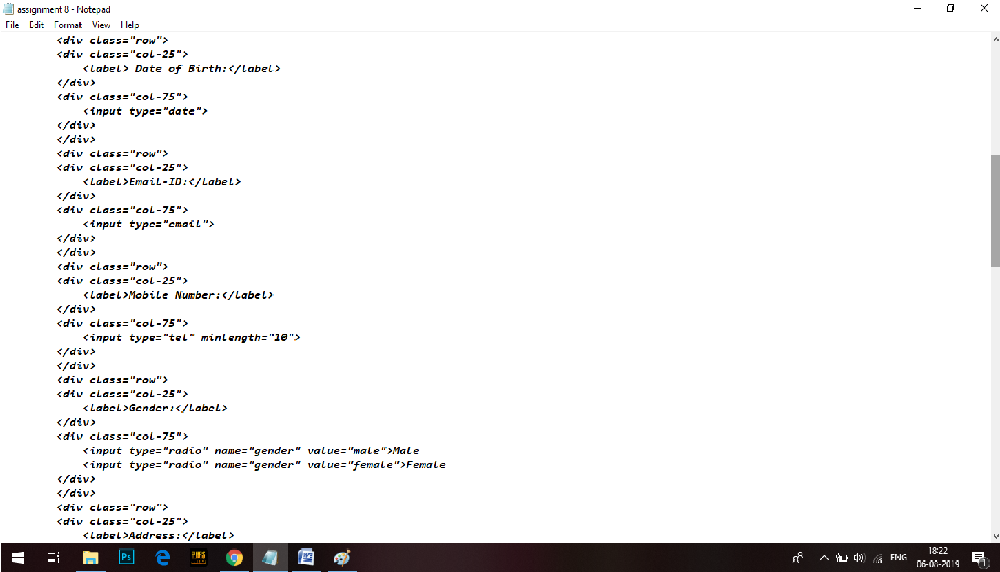 assignment 8 - Notepad
File Edit Format View Help
<div class="row">
<div class="col-25">
<label> Date of Birth:</label>
</div>
<div class="col-75">
<input type="date">
</div>
</div>
<div class="row">
<div class="col-25">
<label>Email-ID:</label>
</div>
<div class="col-75">
<input type="email">
</div>
</div>
<div class="row">
<div class="col-25">
<label>Mobile Number:</label>
</div>
<div class="col-75">
<input type="tel" minlength="10">
</div>
</div>
<div class="row">
<div class="col-25">
<label>Gender:</label>
</div>
<div class="col-75">
<input type="radio" name="gender" value="male">Male
<input type="radio" name="gender" value="female">Female
</div>
</div>
<div class="row">
<div class="col-25">
<label>Address:</label>
Ps
PUBG
W
ENG
18:22
06-08-2019
1